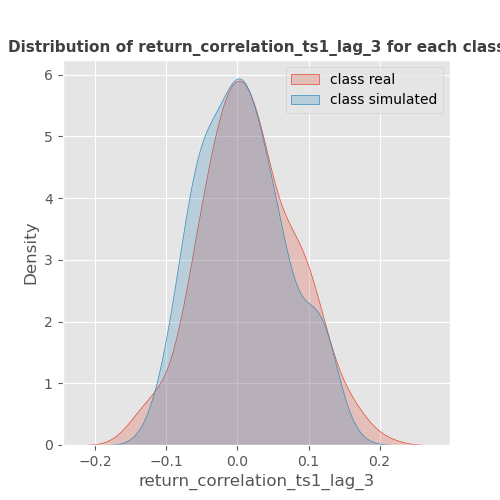 Distribution of return_correlation_ts1_lag_3 for each class
class real
class simulated
Density
6
5
4
3
2
1
0
−0.2 −0.1 0.0 0.1 0.2
return_correlation_ts1_lag_3